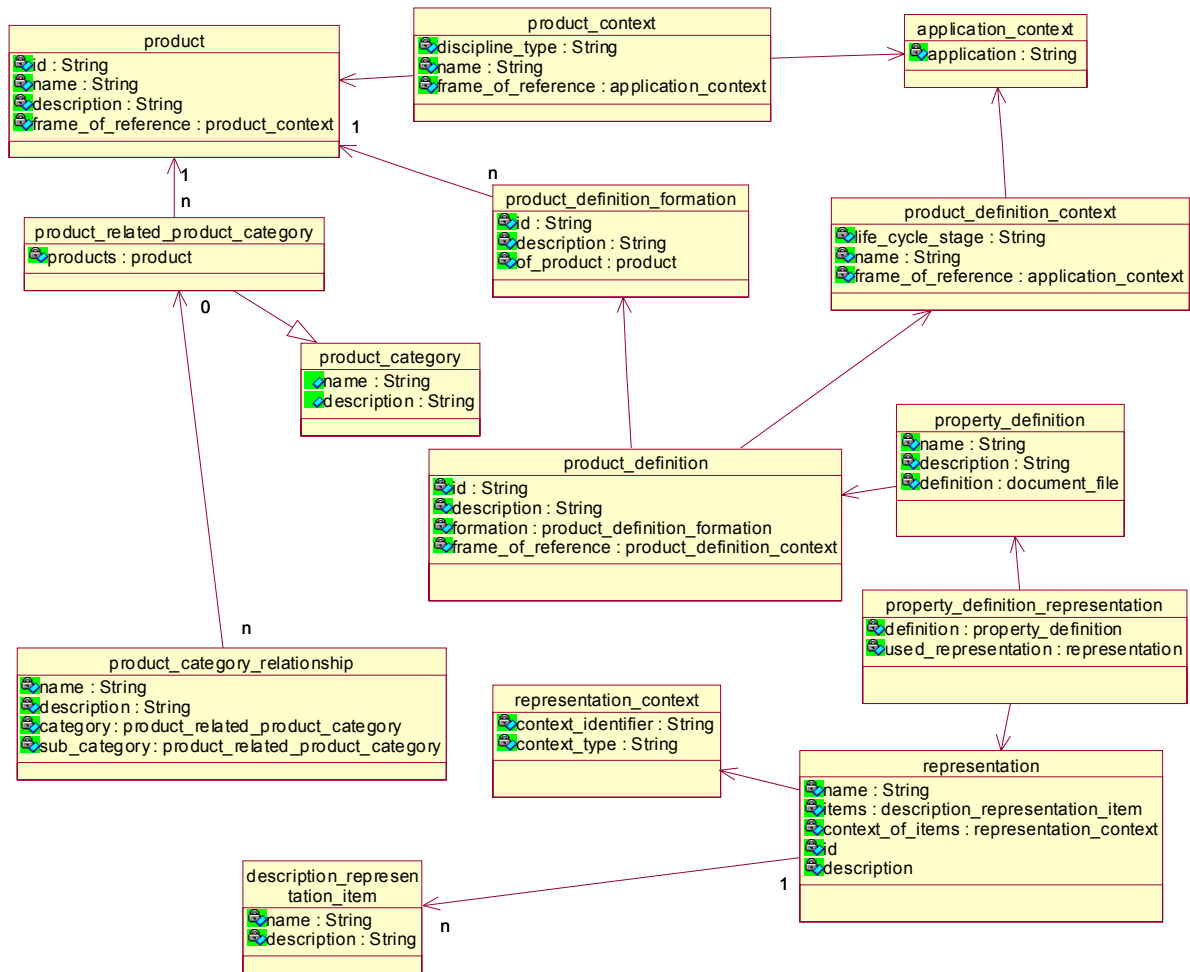 product
id : String
name : String
description : String
frame_of_reference : product_context
product_context
discipline_type : String
name : String
frame_of_reference : application_context
application_context
application : String
1
1
n
n
product_related_product_category
products : product
product_definition_formation
id : String
description : String
of_product : product
product_definition_context
life_cycle_stage : String
name : String
frame_of_reference : application_context
0
product_category
name : String
description : String
product_definition
id : String
description : String
formation : product_definition_formation
frame_of_reference : product_definition_context
property_definition
name : String
description : String
definition : document_file
n
property_definition_representation
definition : property_definition
used_representation : representation
product_category_relationship
name : String
description : String
category : product_related_product_category
sub_category : product_related_product_category
representation_context
context_identifier : String
context_type : String
representation
name : String
items : description_representation_item
context_of_items : representation_context
id
description
1
n
description_represen
tation_item
name : String
description : String